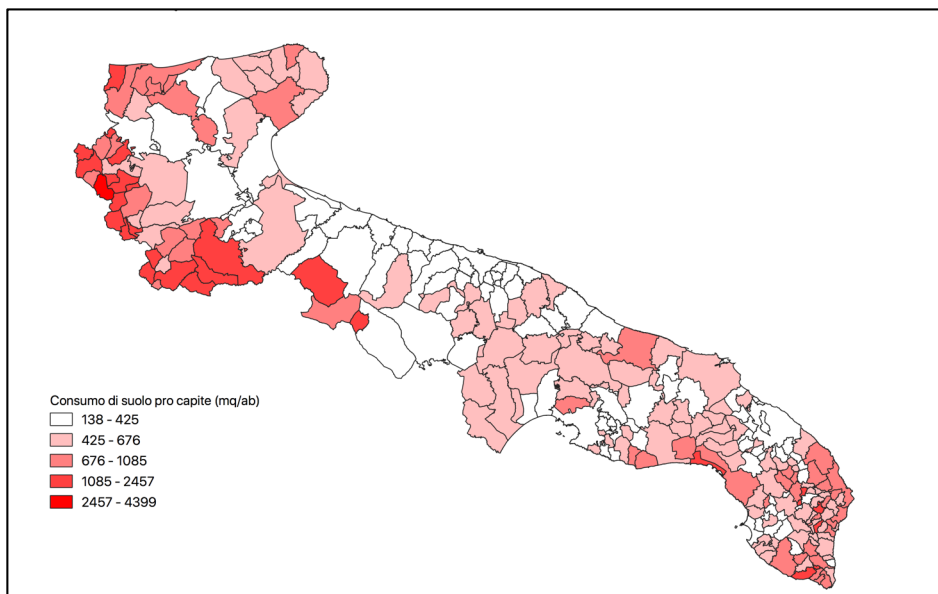 Consumo di suolo pro capite (mq/ab)
138 - 425
425 - 676
676 - 1085
1085 - 2457
2457 - 4399